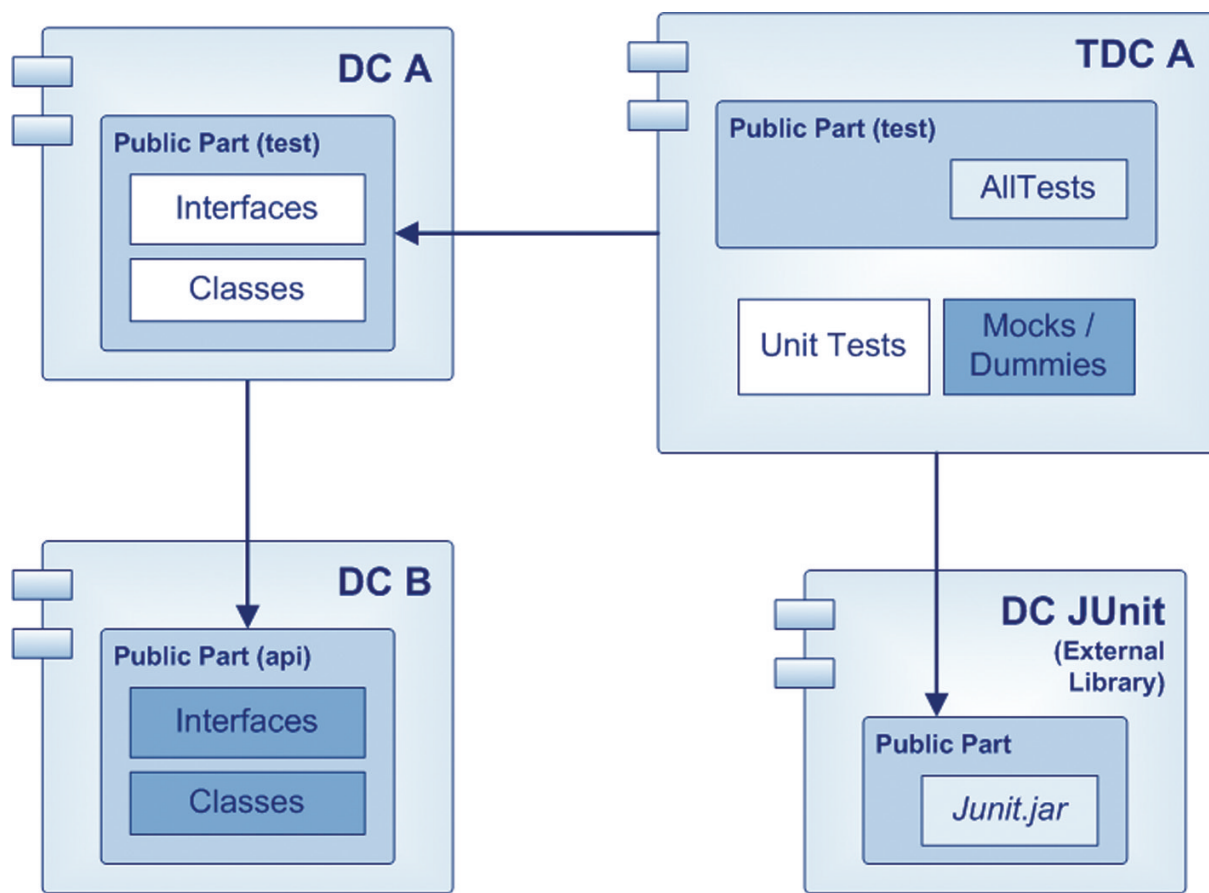 DC A
Public Part (test)
Interfaces
Classes
TDC A
Public Part (test)
AllTests
Unit Tests
Mocks /
Dummies
DC B
Public Part (api)
Interfaces
Classes
DC JUnit
(External
Library)
Public Part
Junit.jar